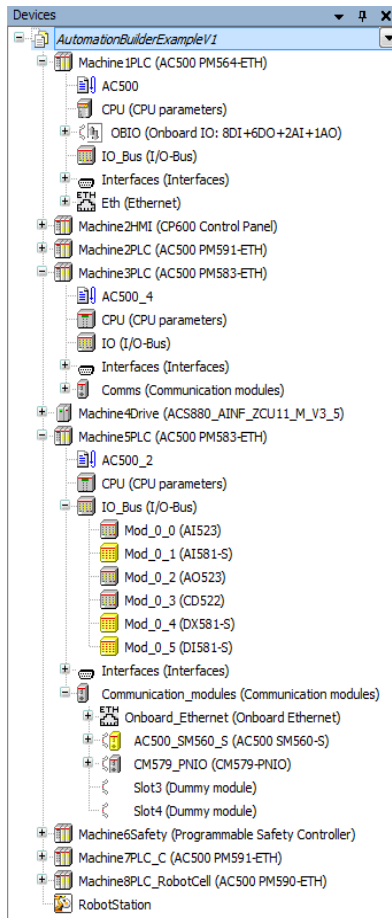 Devices
AutomationBuilderExampleV1
Machine1PLC (AC500 PM564-ETH)
AC500
CPU (CPU parameters)
OBIO (Onboard IO: 8DI+6DO+2AI+1AO)
IO_Bus (I/O-Bus)
Interfaces (Interfaces)
ETH Eth (Ethernet)
Machine2HMI (CP600 Control Panel)
Machine2PLC (AC500 PM591-ETH)
Machine3PLC (AC500 PM583-ETH)
AC500_4
CPU (CPU parameters)
IO (I/O-Bus)
Interfaces (Interfaces)
Comms (Communication modules)
Machine4Drive (ACS880_AINF_ZCU11_M_V3_5)
Machine5PLC (AC500 PM583-ETH)
AC500_2
CPU (CPU parameters)
IO_Bus (I/O-Bus)
Mod_0_0 (AI523)
Mod_0_1 (AI581-S)
Mod_0_2 (AO523)
Mod_0_3 (CD522)
Mod_0_4 (DX581-S)
Mod_0_5 (DI581-S)
Interfaces (Interfaces)
Communication_modules (Communication modules)
ETH Onboard_Ethernet (Onboard Ethernet)
AC500_SM560_S (AC500 SM560-S)
CM579_PNIO (CM579-PNIO)
Slot3 (Dummy module)
Slot4 (Dummy module)
Machine6Safety (Programmable Safety Controller)
Machine7PLC_C (AC500 PM591-ETH)
Machine8PLC_RobotCell (AC500 PM590-ETH)
RobotStation